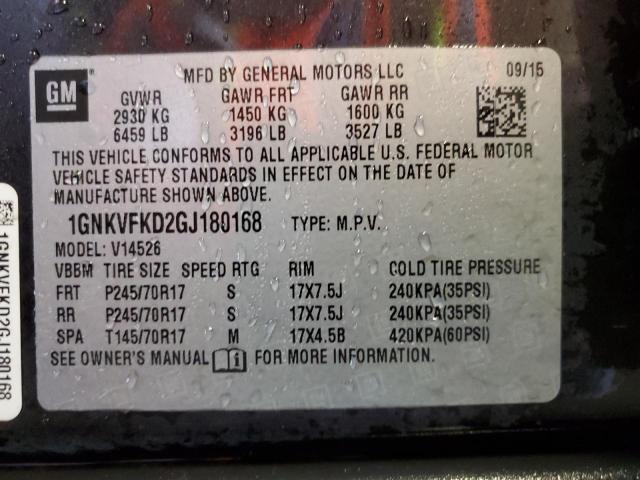 GM
MFD BY GENERAL MOTORS LLC 09/15
GVWR GAWR FRT GAWR RR
2930 KG 1450 KG 1600 KG
6459 LB 3196 LB 3527 LB
THIS VEHICLE CONFORMS TO ALL APPLICABLE U.S. FEDERAL MOTOR
VEHICLE SAFETY STANDARDS IN EFFECT ON THE DATE OF
MANUFACTURE SHOWN ABOVE.
1GNKVFKD2GJ180168 TYPE: M.P.V.
MODEL: V14526
VBBM TIRE SIZE SPEED RTG RIM COLD TIRE PRESSURE
FRT P245/70R17 S 17X7.5J 240KPA(35PSI)
RR P245/70R17 S 17X7.5J 240KPA(35PSI)
SPA T145/70R17 M 17X4.5B 420KPA(60PSI)
SEE OWNER'S MANUAL FOR MORE INFORMATION.
1GNKVFKD2GJ180168